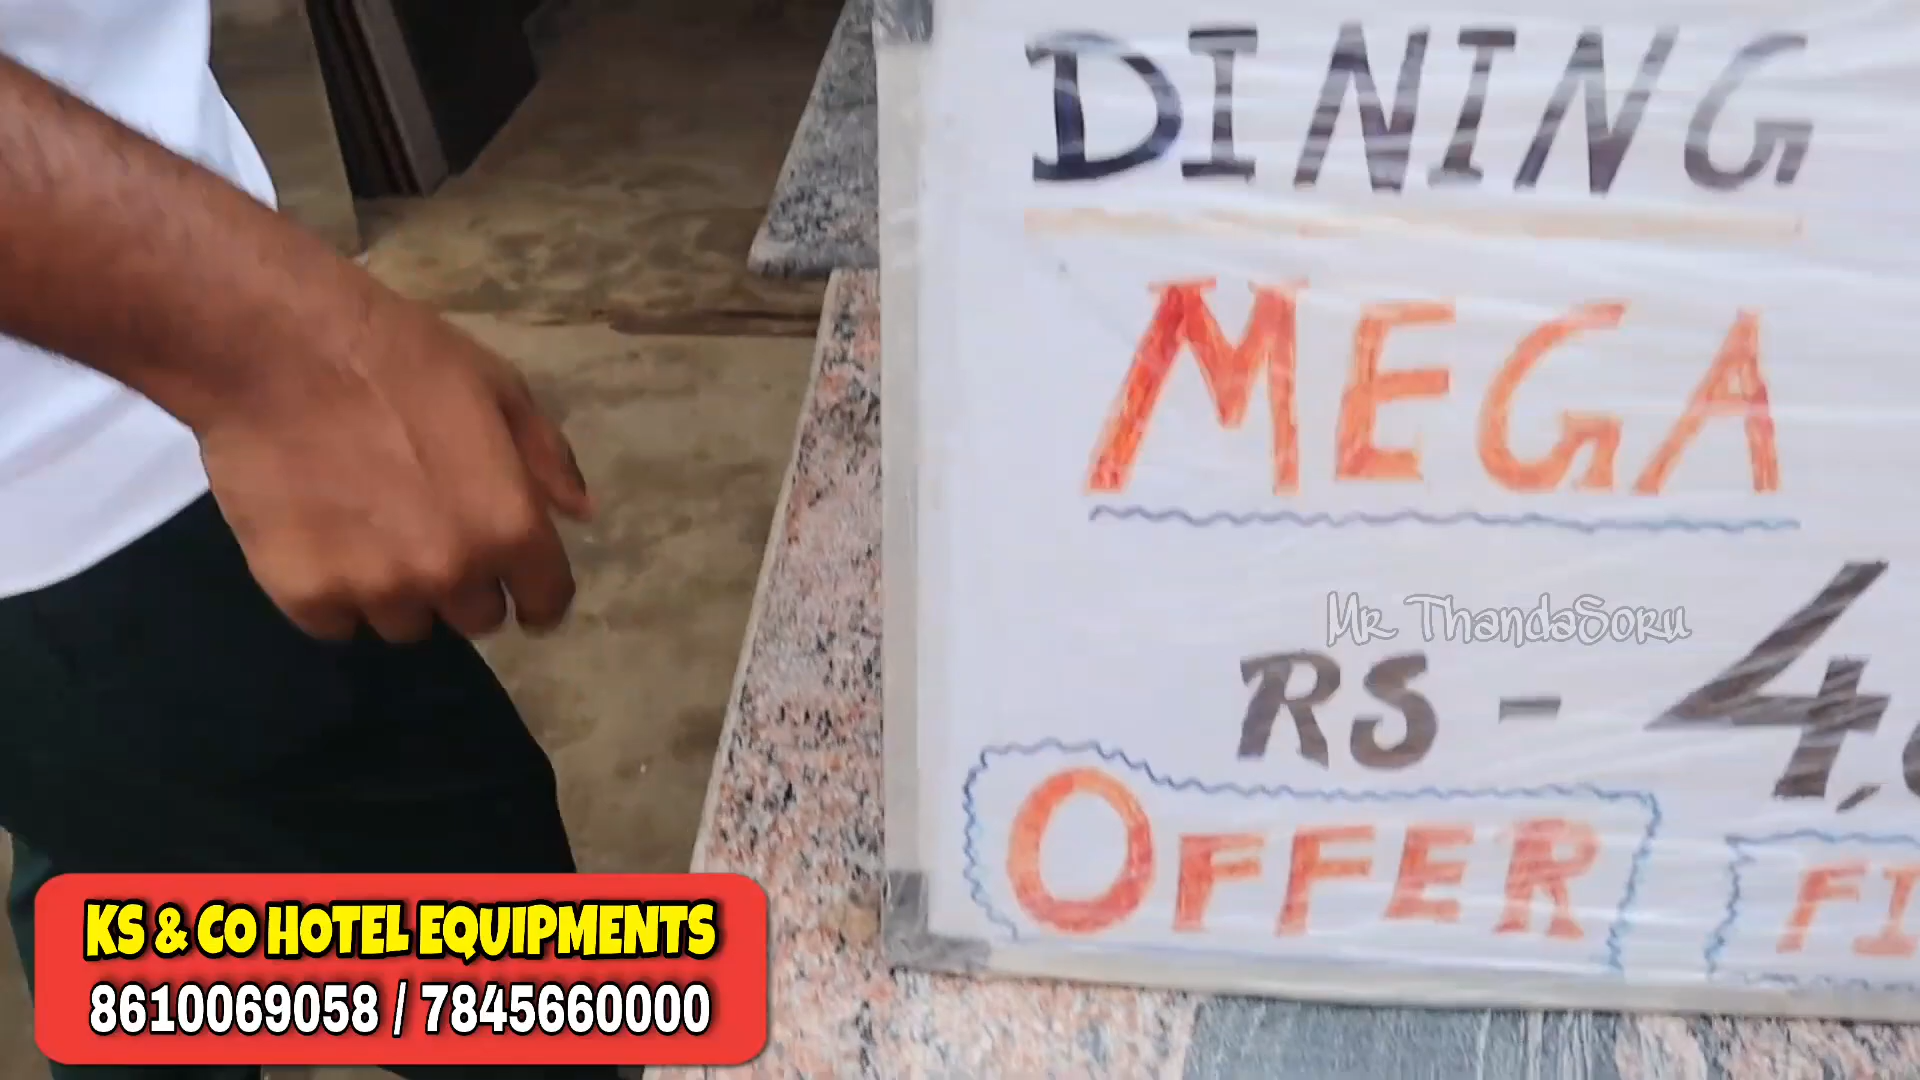 DINING
MEGA
Mr ThandaSoru
RS - 4,
OFFER
KS & CO HOTEL EQUIPMENTS
8610069058 / 7845660000